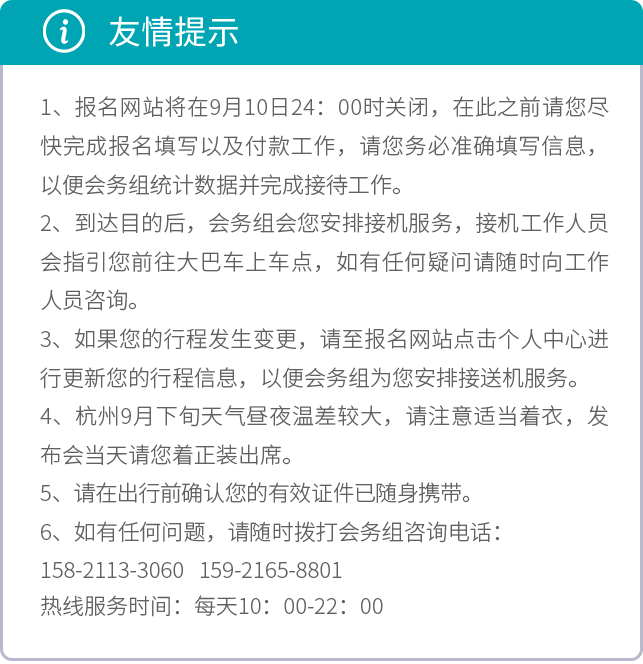 友情提示
1、报名网站将在9月10日24：00时关闭，在此之前请您尽
快完成报名填写以及付款工作，请您务必准确填写信息，
以便会务组统计数据并完成接待工作。
2、到达目的后，会务组会您安排接机服务，接机工作人员
会指引您前往大巴车上车点，如有任何疑问请随时向工作
人员咨询。
3、如果您的行程发生变更，请至报名网站点击个人中心进
行更新您的行程信息，以便会务组为您安排接送机服务。
4、杭州9月下旬天气昼夜温差较大，请注意适当着衣，发
布会当天请您着正装出席。
5、请在出行前确认您的有效证件已随身携带。
6、如有任何问题，请随时拨打会务组咨询电话：
158-2113-3060 159-2165-8801
热线服务时间：每天10：00-22：00